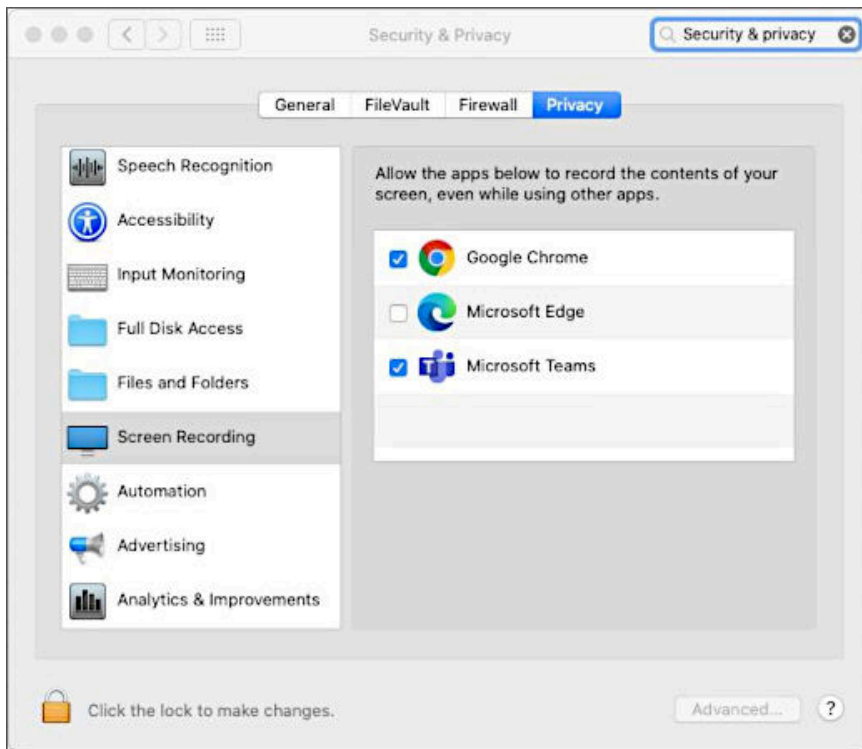 Security & Privacy
Security & privacy
General
FileVault
Firewall
Privacy
Speech Recognition
Accessibility
Input Monitoring
Full Disk Access
Files and Folders
Screen Recording
Automation
Advertising
Analytics & Improvements
Allow the apps below to record the contents of your
screen, even while using other apps.
Google Chrome
Microsoft Edge
T
Microsoft Teams
Click the lock to make changes.
Advanced...
?